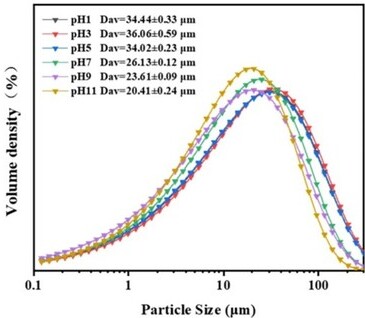 pH1 Dav=34.44±0.33 μm
pH3 Dav=36.06±0.59 μm
pH5 Dav=34.02±0.23 μm
pH7 Dav=26.13±0.12 μm
pH9 Dav=23.61±0.09 μm
pH11 Dav=20.41±0.24 μm
Volume density（%）
0.1 1 10 100
Particle Size (μm)